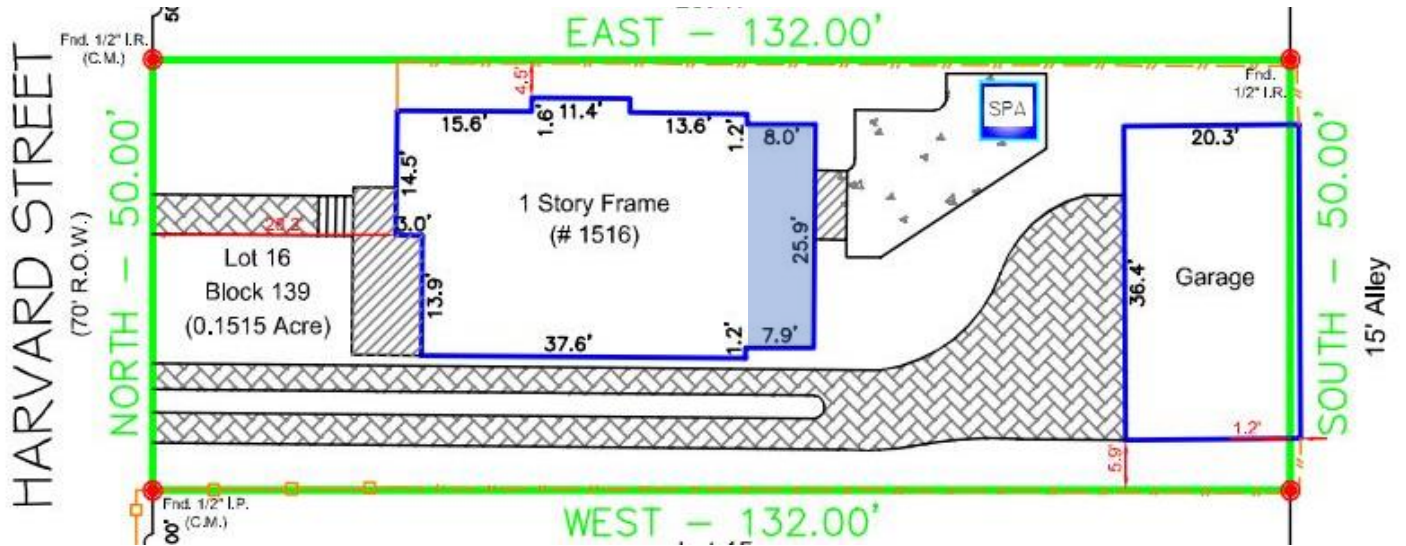 EAST – 132.00'
Fnd. 1/2" I.R.
(C.M.)
Fnd.
1/2" I.R.
4.5'
SPA
15.6'
1.6'
11.4'
13.6'
1.2'
8.0'
20.3'
HARVARD STREET
(70' R.O.W.)
NORTH – 50.00'
14.5'
3.0'
1 Story Frame
(# 1516)
25.9'
Lot 16
Block 139
(0.1515 Acre)
13.9'
37.6'
1.2'
7.9'
36.4'
Garage
SOUTH – 50.00'
15' Alley
1.2'
5.9'
Fnd. 1/2" I.P.
(C.M.)
00'
WEST – 132.00'